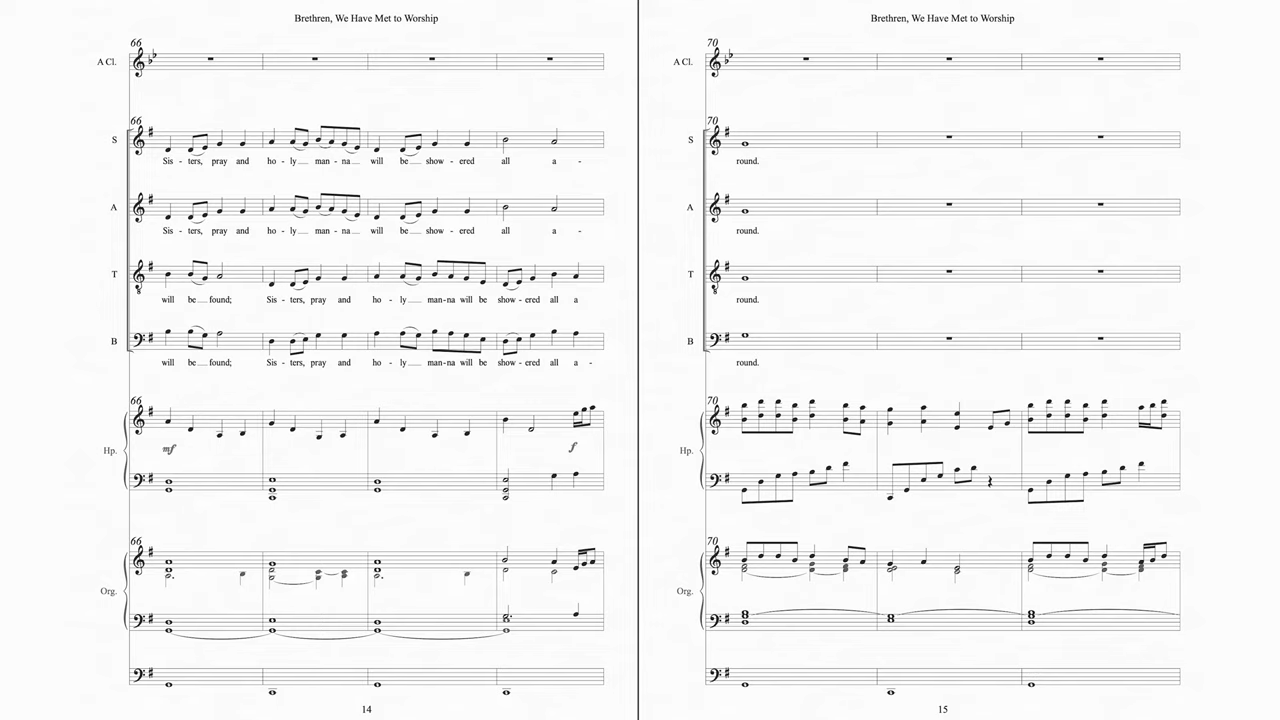 Brethren, We Have Met to Worship
66
A Cl.
66
S
Sis - ters, pray and ho - ly man - na will be show - ered all a -
A
Sis - ters, pray and ho - ly man - na will be show - ered all a -
T
will be found; Sis - ters, pray and ho - ly man-na will be show - ered all a
B
will be found; Sis - ters, pray and ho - ly man-na will be show - ered all a -
66
Hp.
mf f
66
Org.
14
Brethren, We Have Met to Worship
70
A Cl.
70
S
round.
A
round.
T
round.
B
round.
70
Hp.
70
Org.
15